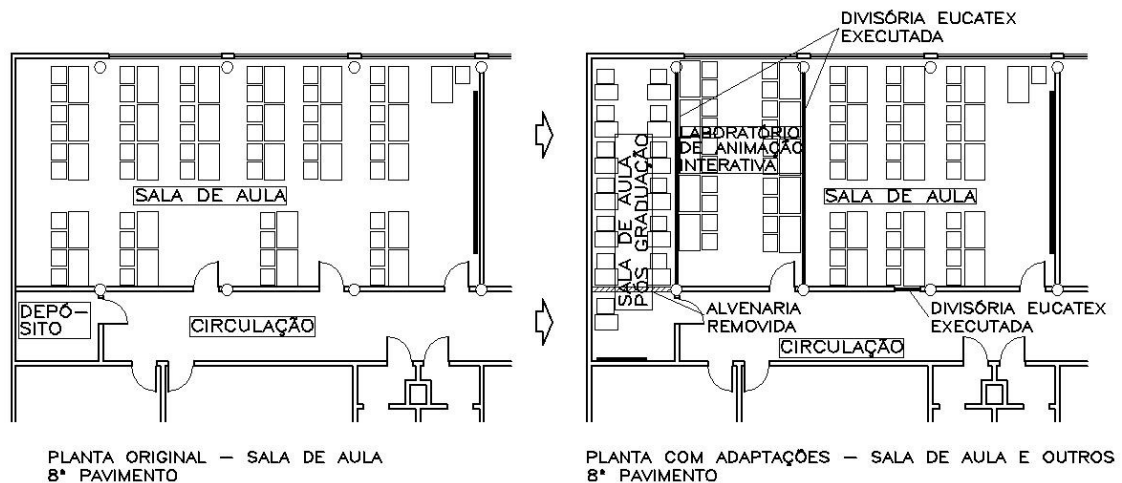 DIVISÓRIA EUCATEX
EXECUTADA
SALA DE AULA
DEPÓ-
SITO
CIRCULAÇÃO
SALA DE AULA
PÓS GRADUAÇÃO
LABORATÓRIO
DE ANIMAÇÃO
INTERATIVA
SALA DE AULA
ALVENARIA
REMOVIDA
DIVISÓRIA EUCATEX
EXECUTADA
CIRCULAÇÃO
PLANTA ORIGINAL – SALA DE AULA
8º PAVIMENTO
PLANTA COM ADAPTAÇÕES – SALA DE AULA E OUTROS
8º PAVIMENTO